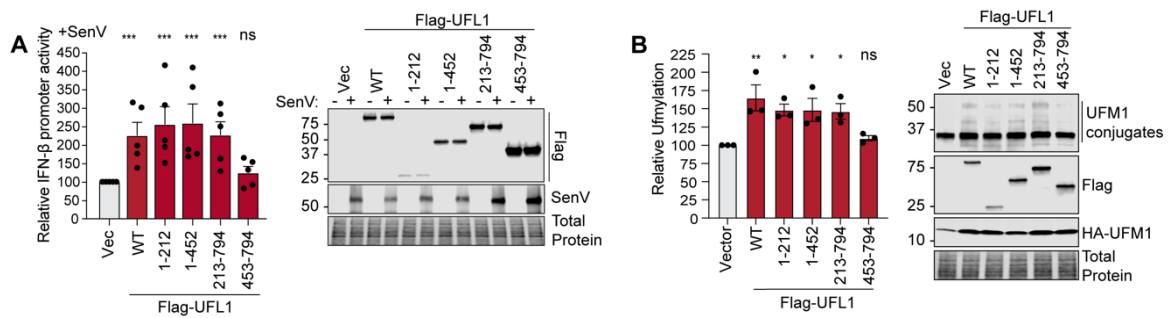 A
+SenV
*** *** *** *** ns
Relative IFN-β promoter activity
450
400
350
300
250
200
150
100
50
0
Vec
WT
1-212
1-452
213-794
453-794
Flag-UFL1
Flag-UFL1
Vec
WT
1-212
1-452
213-794
453-794
SenV: - + - + - + - + - + - +
75
50
37
25
Flag
50
SenV
Total
Protein
B
** * * * ns
Relative Ufmylation
225
200
175
150
125
100
75
50
25
0
Vector
WT
1-212
1-452
213-794
453-794
Flag-UFL1
Flag-UFL1
Vec
WT
1-212
1-452
213-794
453-794
50
37
UFM1
conjugates
75
50
37
25
Flag
10
HA-UFM1
Total
Protein